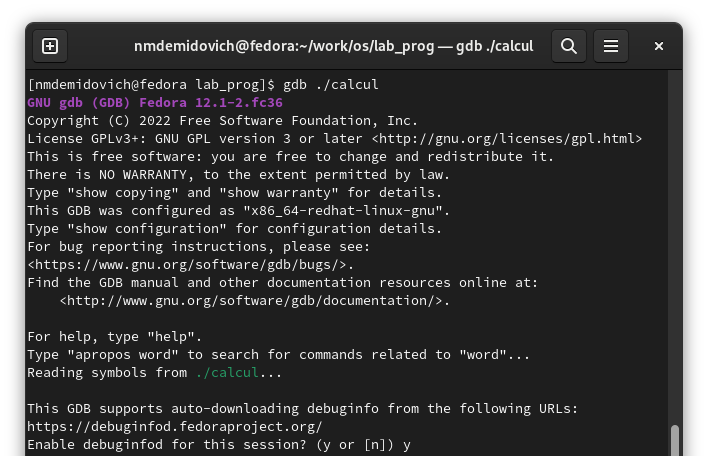 nmdemidovich@fedora:~/work/os/lab_prog — gdb ./calcul
[nmdemidovich@fedora lab_prog]$ gdb ./calcul
GNU gdb (GDB) Fedora 12.1-2.fc36
Copyright (C) 2022 Free Software Foundation, Inc.
License GPLv3+: GNU GPL version 3 or later <http://gnu.org/licenses/gpl.html>
This is free software: you are free to change and redistribute it.
There is NO WARRANTY, to the extent permitted by law.
Type "show copying" and "show warranty" for details.
This GDB was configured as "x86_64-redhat-linux-gnu".
Type "show configuration" for configuration details.
For bug reporting instructions, please see:
<https://www.gnu.org/software/gdb/bugs/>.
Find the GDB manual and other documentation resources online at:
    <http://www.gnu.org/software/gdb/documentation/>.

For help, type "help".
Type "apropos word" to search for commands related to "word"...
Reading symbols from ./calcul...

This GDB supports auto-downloading debuginfo from the following URLs:
https://debuginfod.fedoraproject.org/
Enable debuginfod for this session? (y or [n]) y